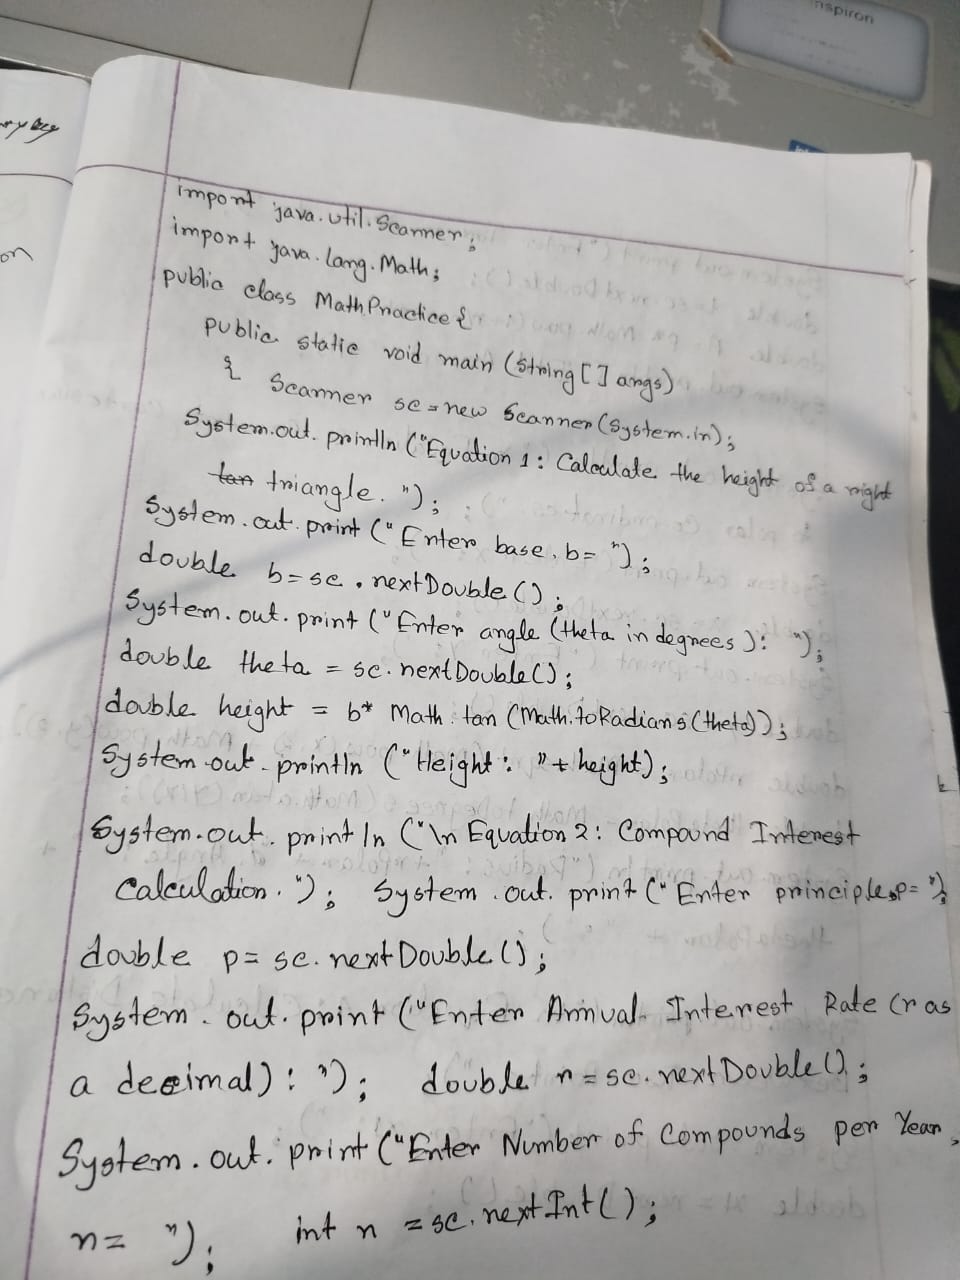 nspiron
on
import java.util.Scanner;
import java.lang.Math;
public class MathPractice {
public static void main (String [] args)
{ Scanner sc = new Scanner (System.in);
System.out.println ("Equation 1: Calculate the height of a right
tan triangle. ");
System.out.print (" Enter base, b= ");
double b = sc.nextDouble ();
System.out.print ("Enter angle (theta in degrees ): ");
double theta = sc.nextDouble();
double height = b* Math.tan (Math.toRadians(theta));
System.out.println ("Height: "+ height);
System.out.println ("\n Equation 2: Compound Interest
Calculation. "); System.out.print (" Enter principle, p= ");
double p= sc.nextDouble ();
System.out.print ("Enter Annual Interest Rate (r as
a decimal) : "); double r = sc.nextDouble ();
System.out.print ("Enter Number of Compounds per Year,
n= "); int n = sc.nextInt();